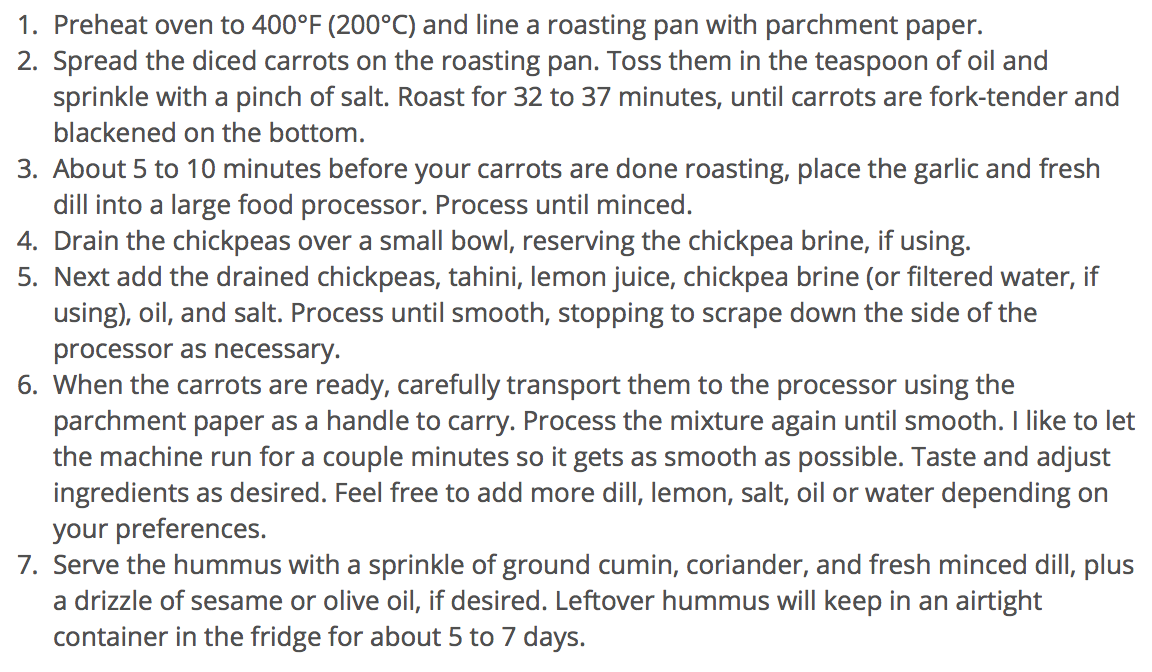 1. Preheat oven to 400°F (200°C) and line a roasting pan with parchment paper.
2. Spread the diced carrots on the roasting pan. Toss them in the teaspoon of oil and
sprinkle with a pinch of salt. Roast for 32 to 37 minutes, until carrots are fork-tender and
blackened on the bottom.
3. About 5 to 10 minutes before your carrots are done roasting, place the garlic and fresh
dill into a large food processor. Process until minced.
4. Drain the chickpeas over a small bowl, reserving the chickpea brine, if using.
5. Next add the drained chickpeas, tahini, lemon juice, chickpea brine (or filtered water, if
using), oil, and salt. Process until smooth, stopping to scrape down the side of the
processor as necessary.
6. When the carrots are ready, carefully transport them to the processor using the
parchment paper as a handle to carry. Process the mixture again until smooth. I like to let
the machine run for a couple minutes so it gets as smooth as possible. Taste and adjust
ingredients as desired. Feel free to add more dill, lemon, salt, oil or water depending on
your preferences.
7. Serve the hummus with a sprinkle of ground cumin, coriander, and fresh minced dill, plus
a drizzle of sesame or olive oil, if desired. Leftover hummus will keep in an airtight
container in the fridge for about 5 to 7 days.